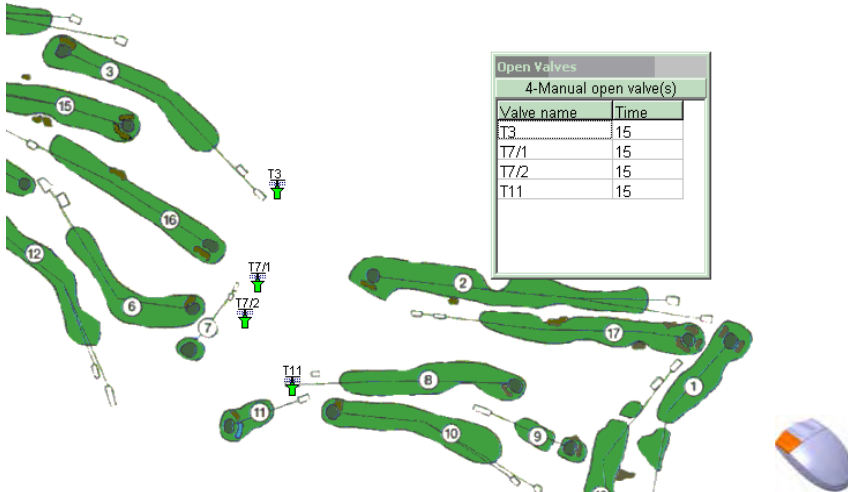 3
15
T3
16
12
6
T7/1
T7/2
7
2
17
1
T11
8
11
10
9
Open Valves
4-Manual open valve(s)
Valve name Time
T3 15
T7/1 15
T7/2 15
T11 15